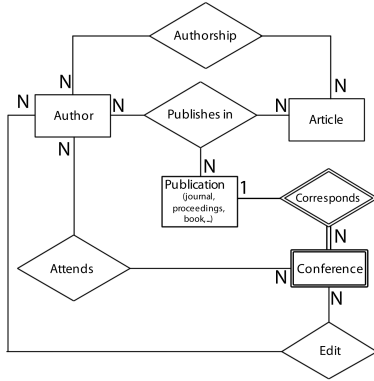 Authorship
N
N
N
Author
N
Publishes in
N
Article
N
N
Publication
(journal,
proceedings,
book,..)
1
Corresponds
N
Attends
N
Conference
N
Edit